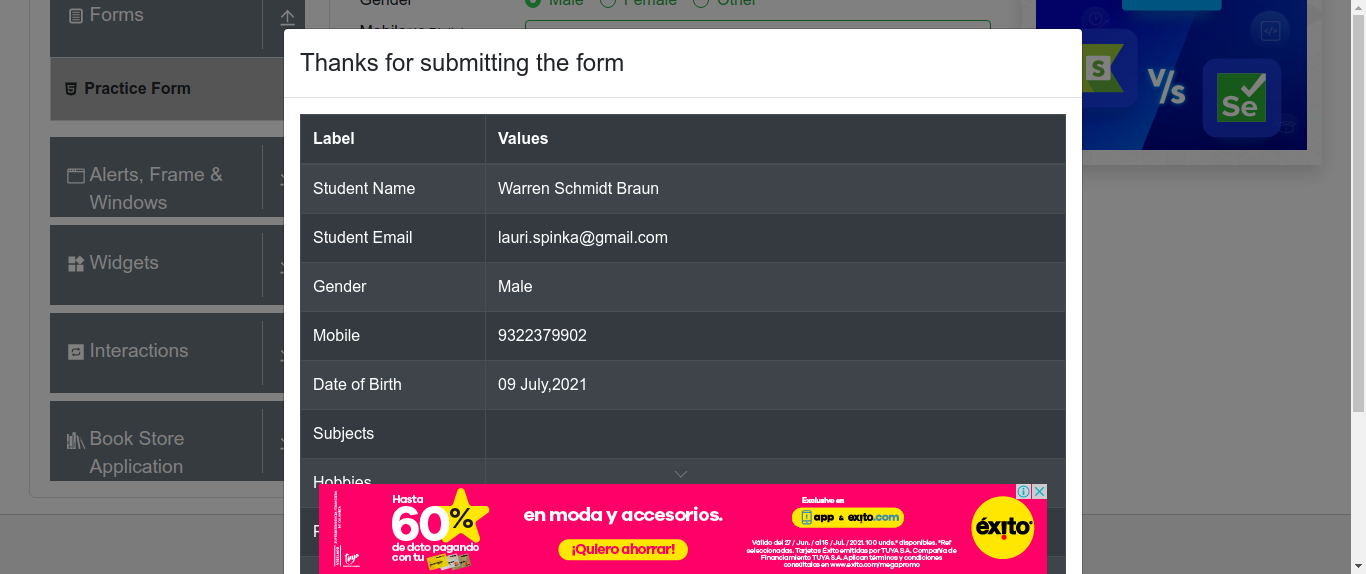 Gender
Male
Female
Other
Forms
Thanks for submitting the form
Practice Form
Label Values
Student Name Warren Schmidt Braun
Student Email lauri.spinka@gmail.com
Gender Male
Mobile 9322379902
Date of Birth 09 July,2021
Subjects
Hobbies
Alerts, Frame &
Windows
Widgets
Interactions
Book Store
Application
S
V/s
Se
Hasta
60%
de dcto pagando
con tu
en moda y accesorios.
¡Quiero ahorrar!
Exclusivo en
app & exito.com
Válido del 27 / Jun. / al 15 / Jul. / 2021. 100 unds.* disponibles. *Ref
seleccionadas. Tarjetas Éxito emitidas por TUYA S.A. Compañía de
Financiamiento TUYA S.A. Aplican términos y condiciones
consúltalas en www.exito.com/megapromo
éxito